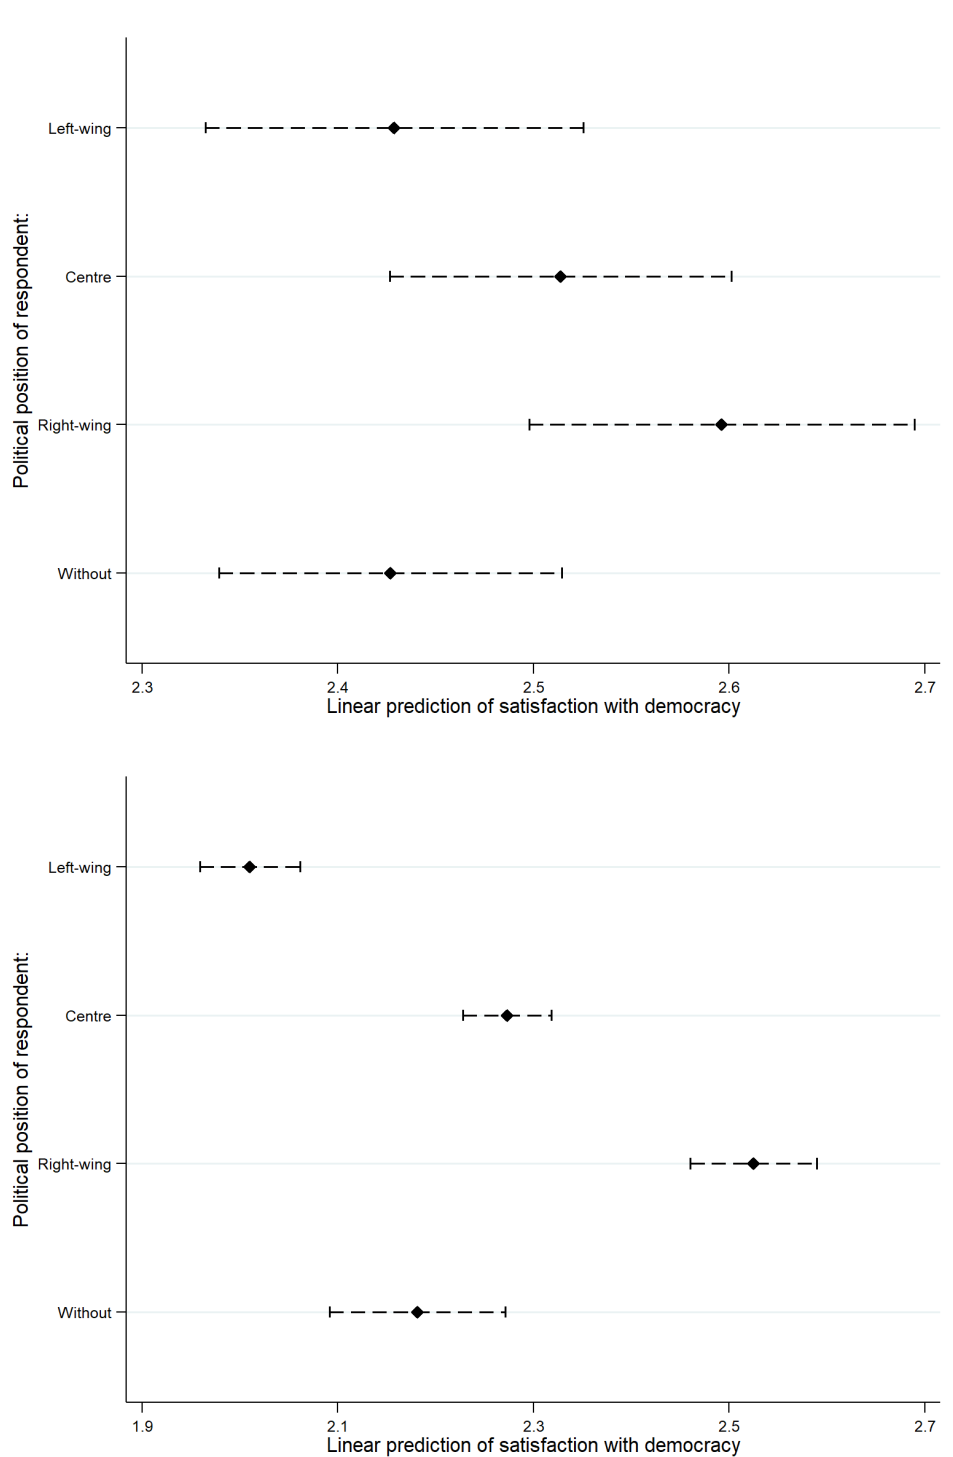 Political position of respondent:
Left-wing
Centre
Right-wing
Without
2.3 2.4 2.5 2.6 2.7
Linear prediction of satisfaction with democracy
Political position of respondent:
Left-wing
Centre
Right-wing
Without
1.9 2.1 2.3 2.5 2.7
Linear prediction of satisfaction with democracy